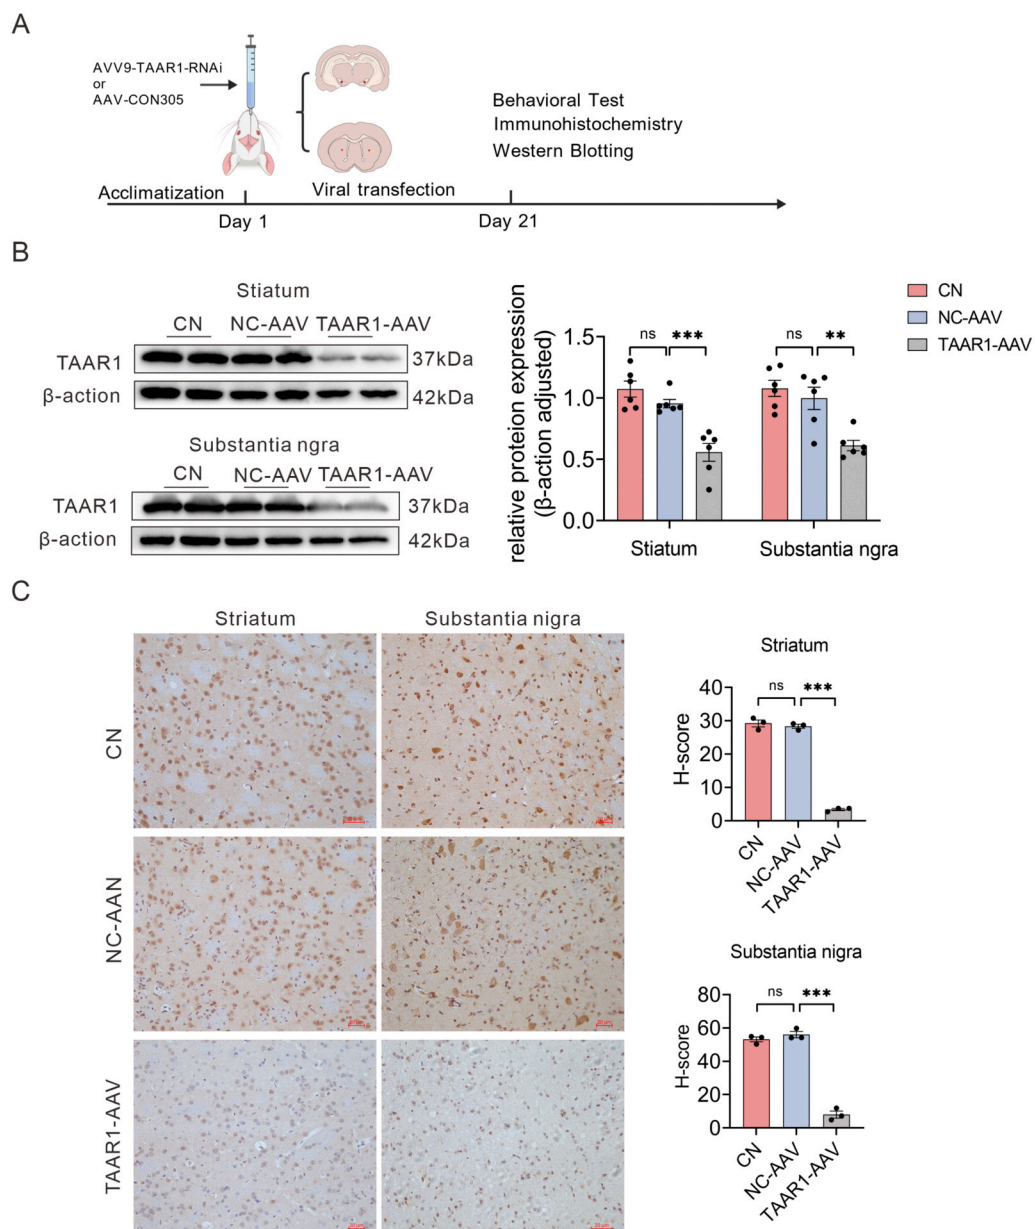 A
AVV9-TAAR1-RNAi
or
AAV-CON305
Behavioral Test
Immunohistochemistry
Western Blotting
Acclimatization
Viral transfection
Day 1
Day 21
B
Stiatum
CN NC-AAV TAAR1-AAV
TAAR1 37kDa
β-action 42kDa
Substantia ngra
CN NC-AAV TAAR1-AAV
TAAR1 37kDa
β-action 42kDa
relative proteion expression
(β-action adjusted)
1.5
1.0
0.5
0.0
ns *** ns **
Stiatum Substantia ngra
CN
NC-AAV
TAAR1-AAV
C
Striatum Substantia nigra
CN
NC-AAN
TAAR1-AAV
Striatum
H-score
40
30
20
10
0
ns ***
CN NC-AAV TAAR1-AAV
Substantia nigra
H-score
80
60
40
20
0
ns ***
CN NC-AAV TAAR1-AAV